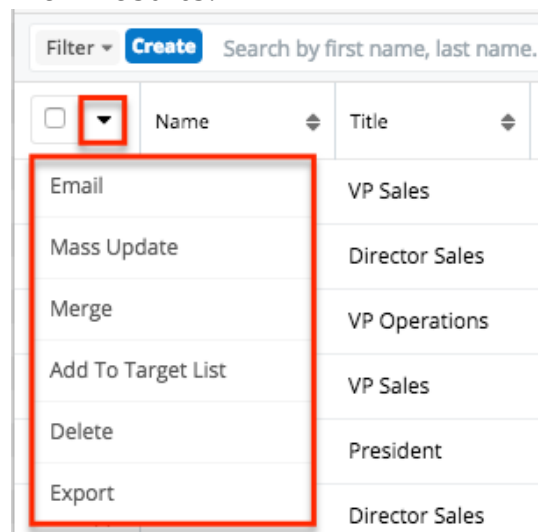 Filter Create Search by first name, last name.
Name Title
Email VP Sales
Mass Update Director Sales
Merge VP Operations
Add To Target List VP Sales
Delete President
Export Director Sales